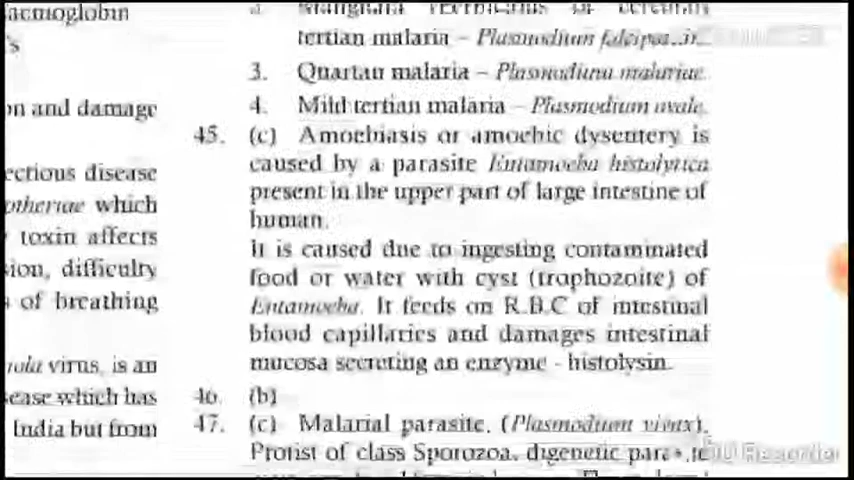 aemoglobin
's
on and damage
ectious disease
otheriae which
toxin affects
sion, difficulty
s of breathing
virus, is an
ease which has
India but from
tertian malaria – Plasmodium
3. Quartan malaria – Plasmodium malariae.
4. Mild tertian malaria – Plasmodium ovale.
45. (c) Amoebiasis or amoebic dysentery is
caused by a parasite Entamoeba histolytica
present in the upper part of large intestine of
human.
It is caused due to ingesting contaminated
food or water with cyst (trophozoite) of
Entamoeba. It feeds on R.B.C of intestinal
blood capillaries and damages intestinal
mucosa secreting an enzyme - histolysin.
46. (b)
47. (c) Malarial parasite, (Plasmodium vivax),
Protist of class Sporozoa, digenetic
Recorder